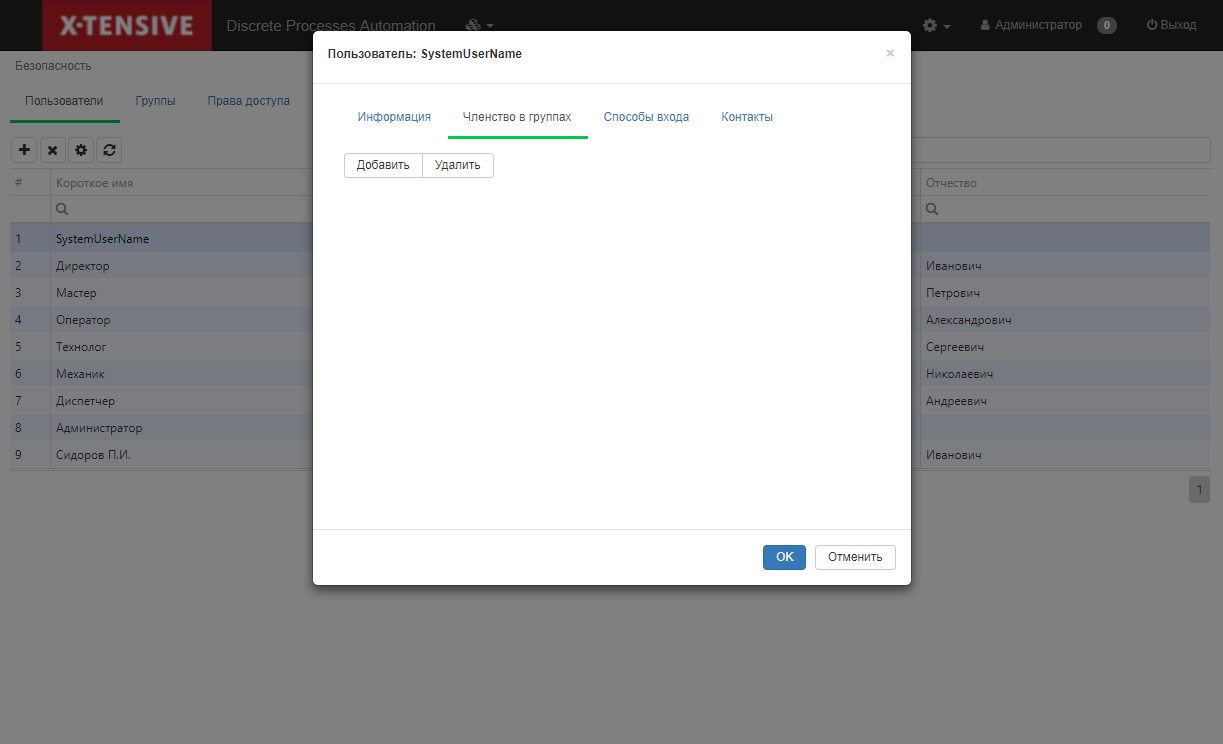 X-TENSIVE
Discrete Processes Automation
Администратор
0
Выход
Безопасность
Пользователи
Группы
Права доступа
Пользователь: SystemUserName
×
Информация
Членство в группах
Способы входа
Контакты
Добавить
Удалить
# Короткое имя Отчество
1 SystemUserName
2 Директор Иванович
3 Мастер Петрович
4 Оператор Александрович
5 Технолог Сергеевич
6 Механик Николаевич
7 Диспетчер Андреевич
8 Администратор
9 Сидоров П.И. Иванович
1
OK
Отменить